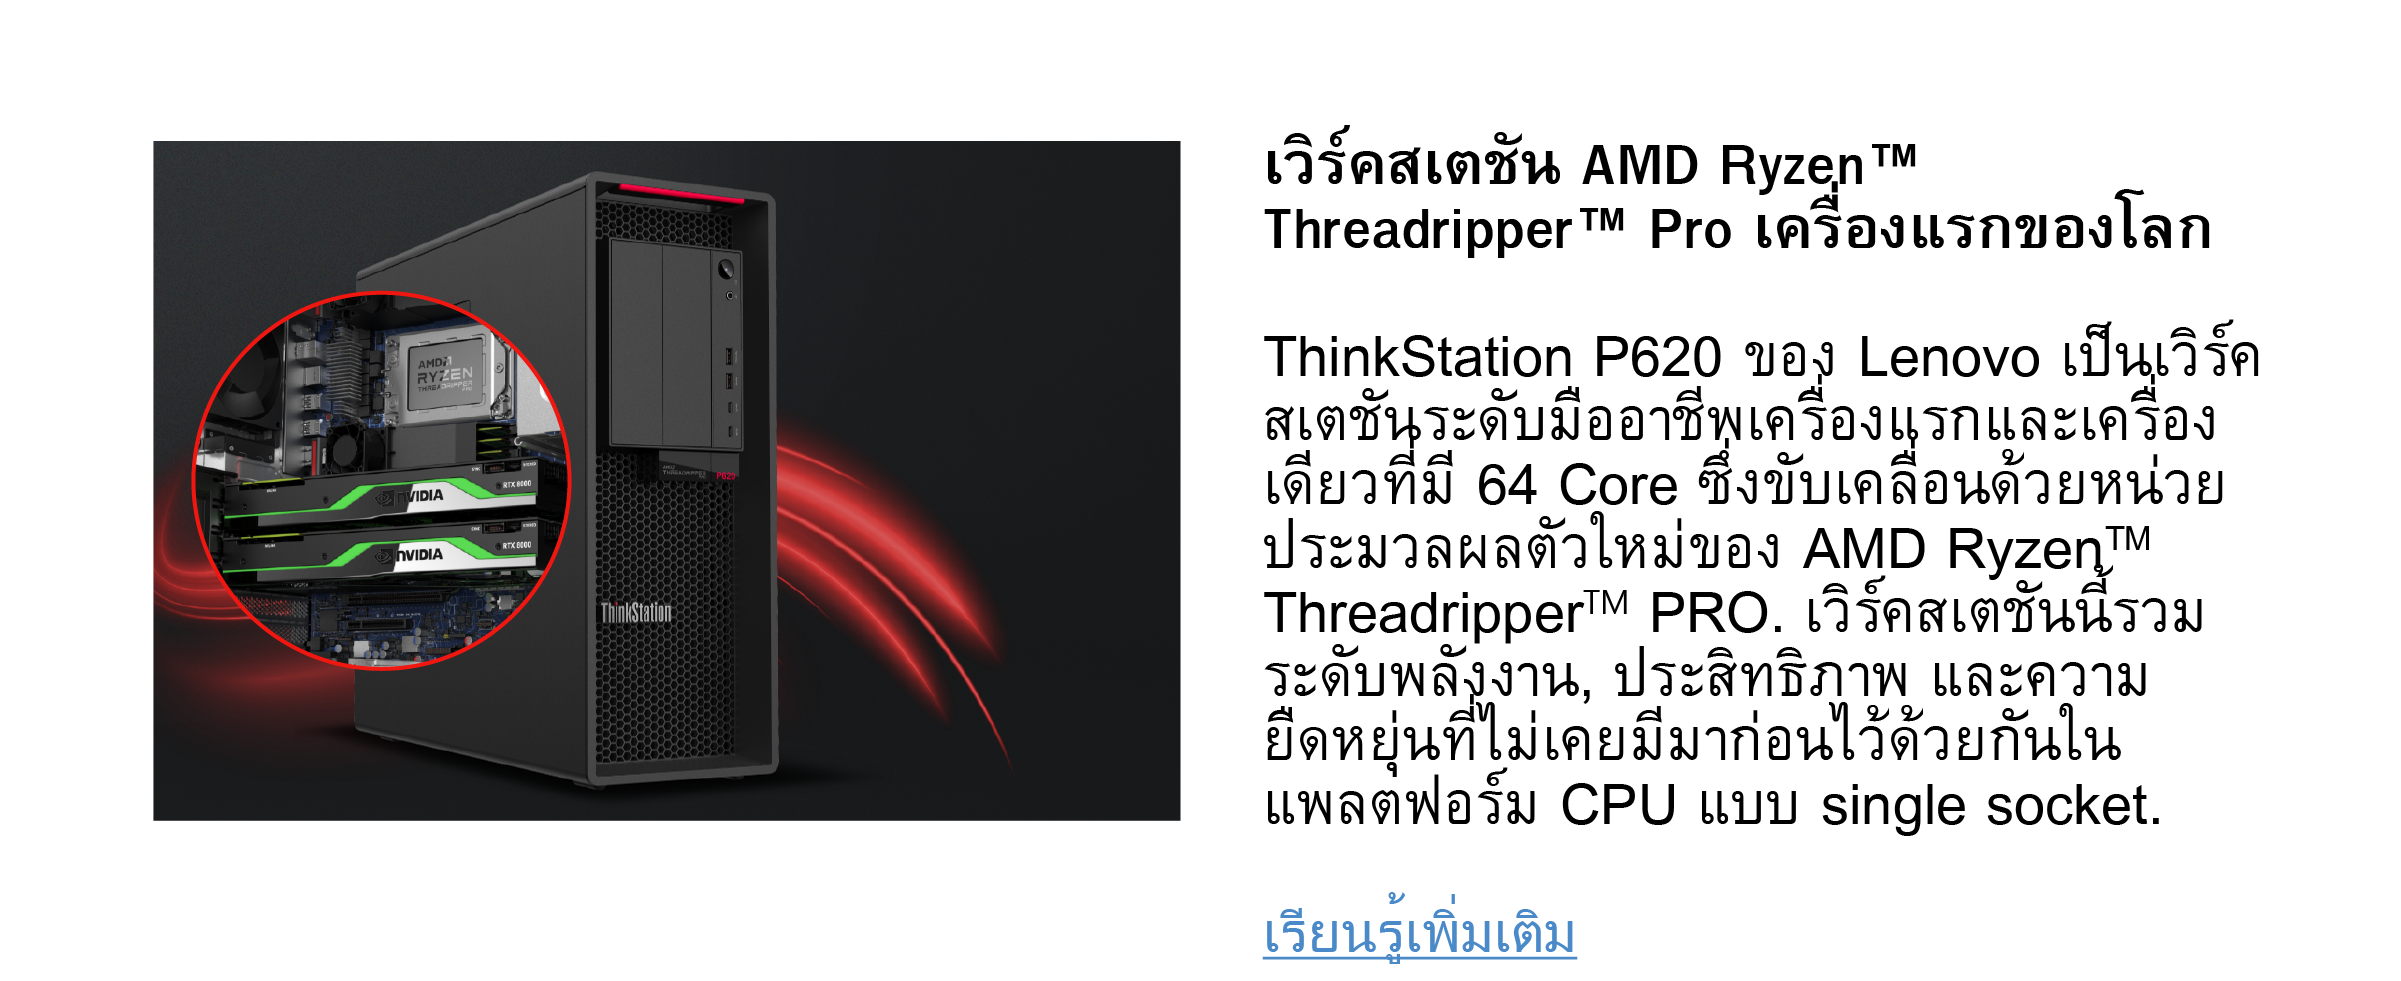 เวิร์คสเตชัน AMD Ryzen™
Threadripper™ Pro เครื่องแรกของโลก
ThinkStation P620 ของ Lenovo เป็นเวิร์ค
สเตชันระดับมืออาชีพเครื่องแรกและเครื่อง
เดียวที่มี 64 Core ซึ่งขับเคลื่อนด้วยหน่วย
ประมวลผลตัวใหม่ของ AMD Ryzen™
Threadripper™ PRO. เวิร์คสเตชันนี้รวม
ระดับพลังงาน, ประสิทธิภาพ และความ
ยืดหยุ่นที่ไม่เคยมีมาก่อนไว้ด้วยกันใน
แพลตฟอร์ม CPU แบบ single socket.
เรียนรู้เพิ่มเติม
AMD
RYZEN
THREADRIPPER
PRO
NVIDIA
RTX 8000
NVIDIA
RTX 8000
AMD
THREADRIPPER
P620
ThinkStation